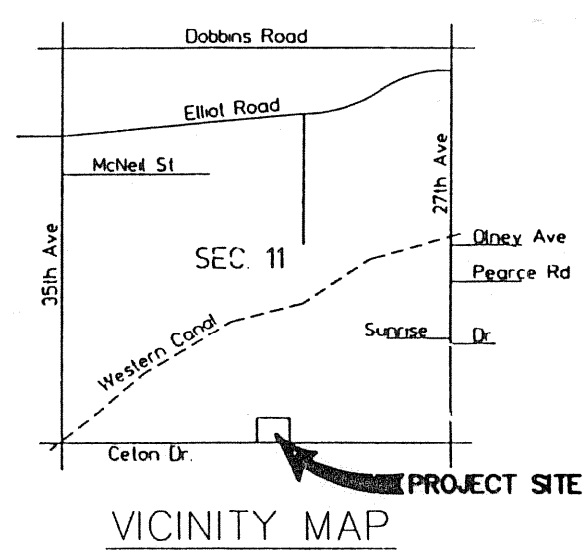 Dobbins Road
Elliot Road
McNeil St
27th Ave
35th Ave
SEC. 11
Olney Ave
Pearce Rd
Western Canal
Sunrise Dr.
Celon Dr.
PROJECT SITE
VICINITY MAP